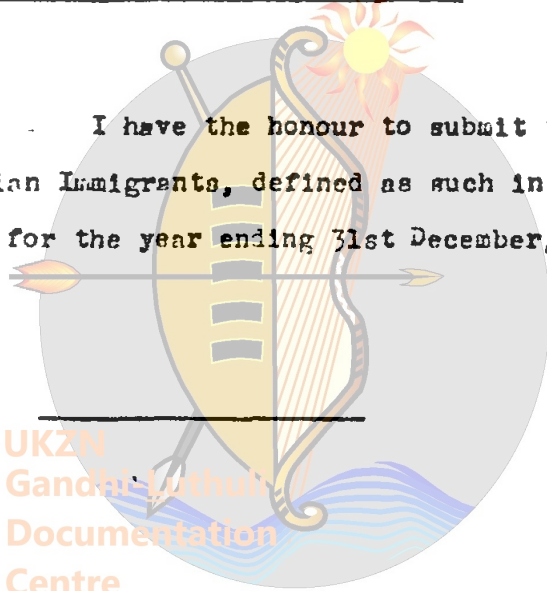 I have the honour to submit
ian Immigrants, defined as such in
for the year ending 31st December,
UKZN
Gandhi-Luthuli
Documentation
Centre